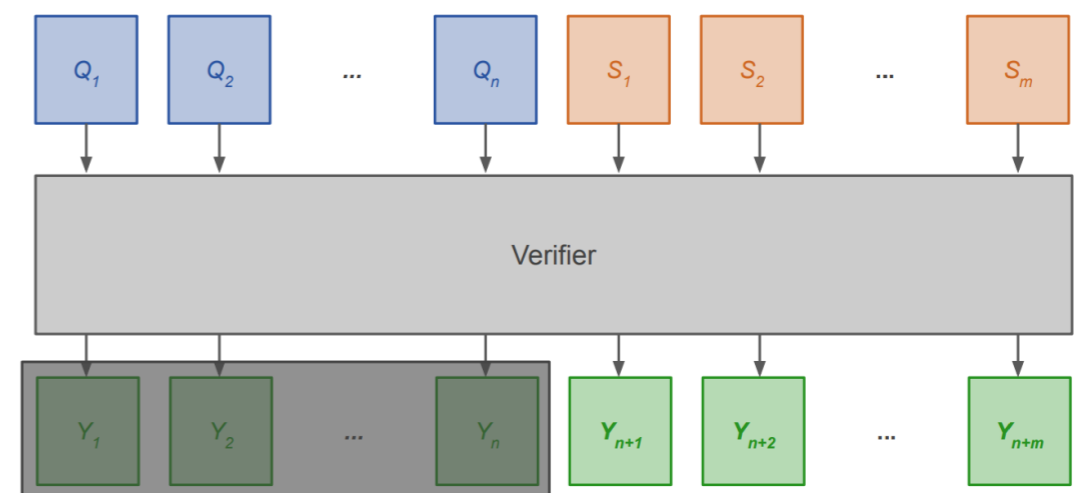 Q₁ Q₂ ... Qₙ S₁ S₂ ... Sₘ
Verifier
Y₁ Y₂ ... Yₙ Yₙ₊₁ Yₙ₊₂ ... Yₙ₊ₘ